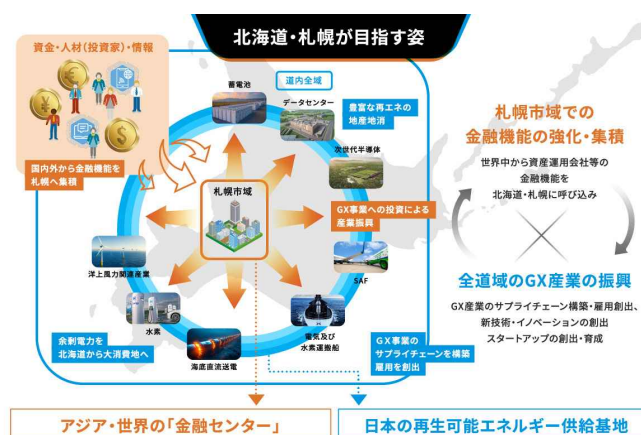 北海道・札幌が目指す姿
資金・人材(投資家)・情報
国内外から金融機能を
札幌へ集積
道内全域
蓄電池
データセンター
豊富な再エネの
地産地消
次世代半導体
札幌市域
GX事業への投資による
産業振興
洋上風力関連産業
SAF
水素
電気及び
水素運搬船
余剰電力を
北海道から大消費地へ
海底直流送電
GX事業の
サプライチェーンを構築
雇用を創出
札幌市域での
金融機能の強化・集積
世界中から資産運用会社等の
金融機能を
北海道・札幌に呼び込み
全道域のGX産業の振興
GX産業のサプライチェーン構築・雇用創出、
新技術・イノベーションの創出
スタートアップの創出・育成
アジア・世界の「金融センター」
日本の再生可能エネルギー供給基地